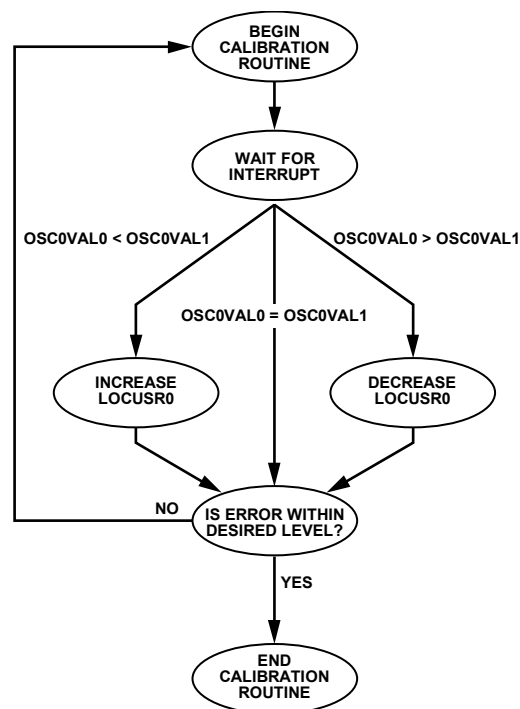 BEGIN
CALIBRATION
ROUTINE
WAIT FOR
INTERRUPT
OSC0VAL0 < OSC0VAL1
OSC0VAL0 > OSC0VAL1
OSC0VAL0 = OSC0VAL1
INCREASE
LOCUSR0
DECREASE
LOCUSR0
NO
IS ERROR WITHIN
DESIRED LEVEL?
YES
END
CALIBRATION
ROUTINE